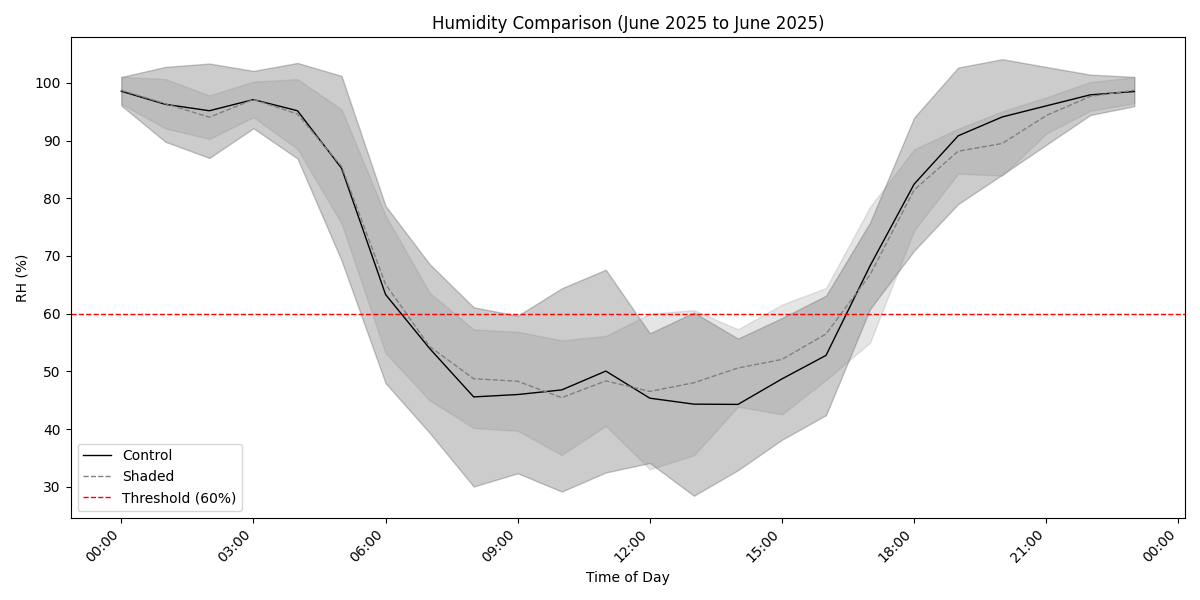 Humidity Comparison (June 2025 to June 2025)
RH (%)
100
90
80
70
60
50
40
30
Control
Shaded
Threshold (60%)
00:00
03:00
06:00
09:00
12:00
15:00
18:00
21:00
00:00
Time of Day